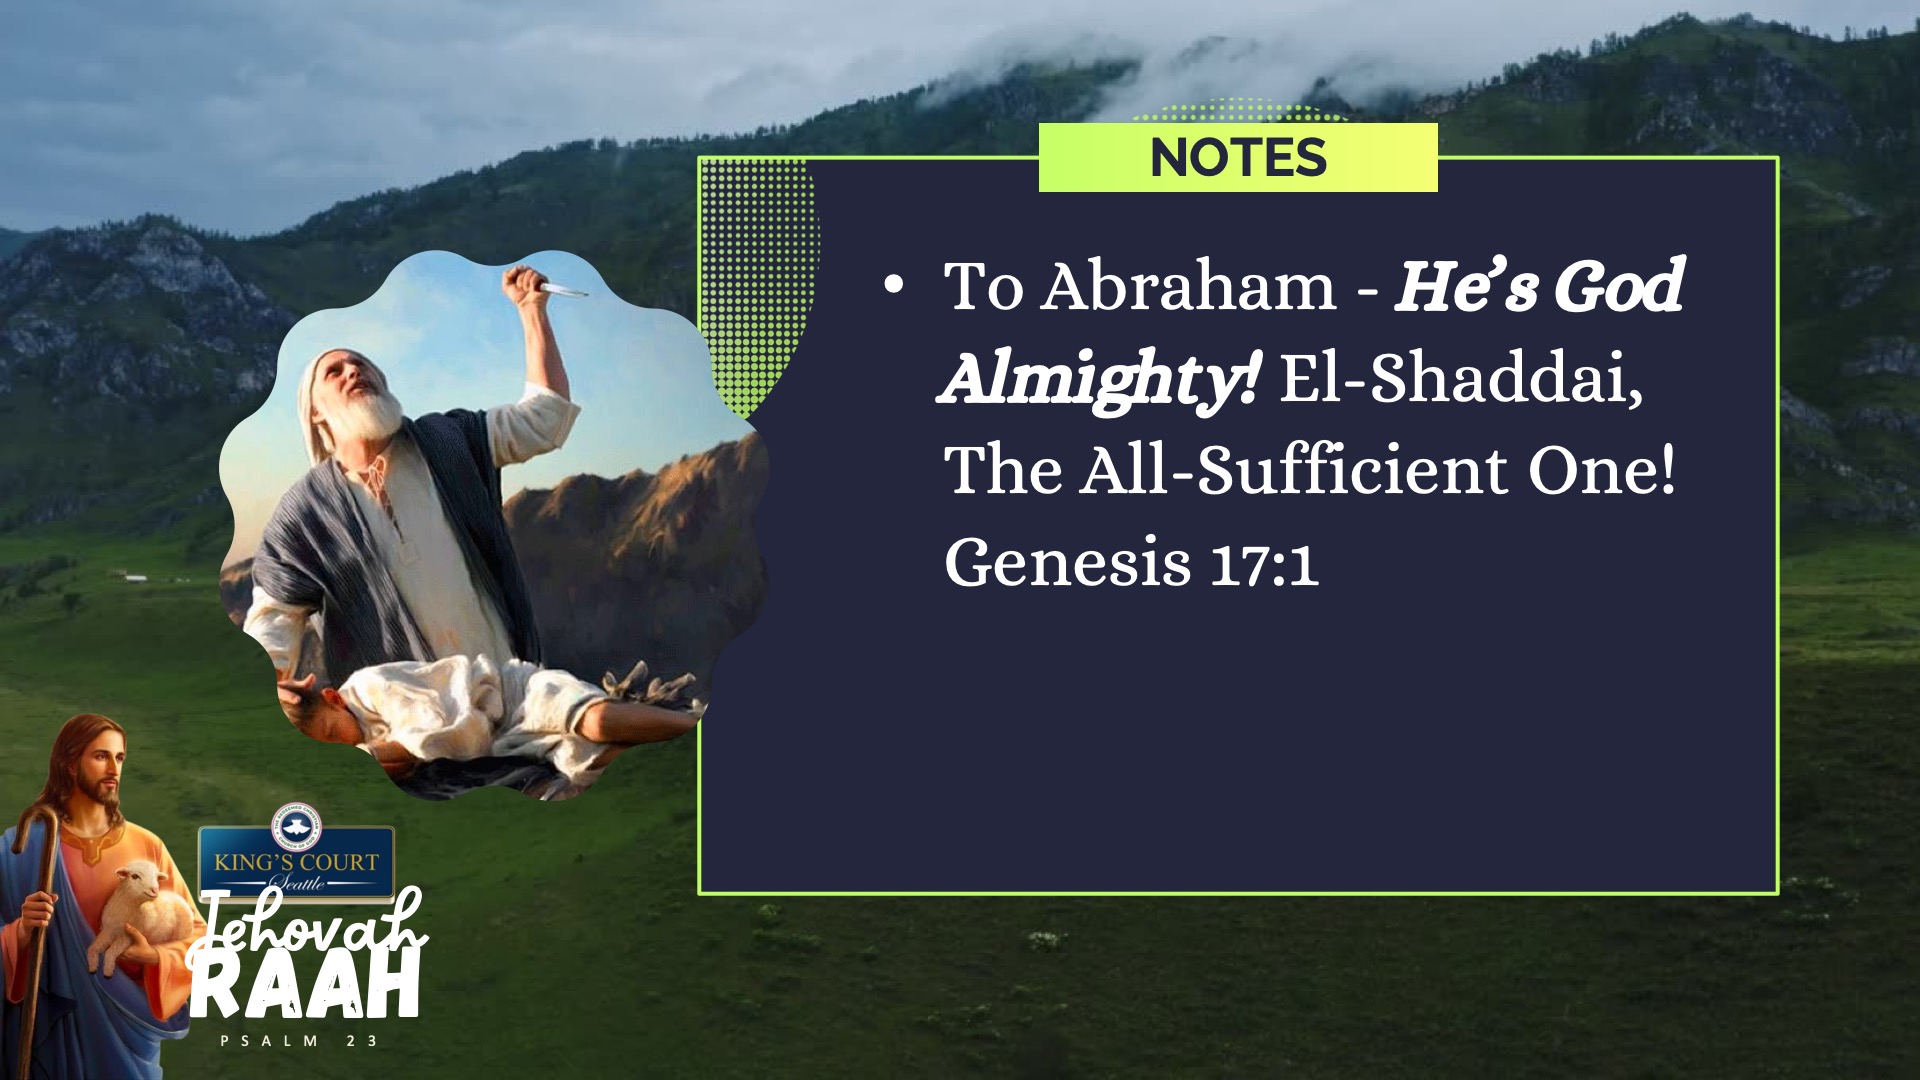 NOTES
• To Abraham - He’s God
Almighty! El-Shaddai,
The All-Sufficient One!
Genesis 17:1
KING’S COURT
Seattle
Jehovah
RAAH
PSALM 23